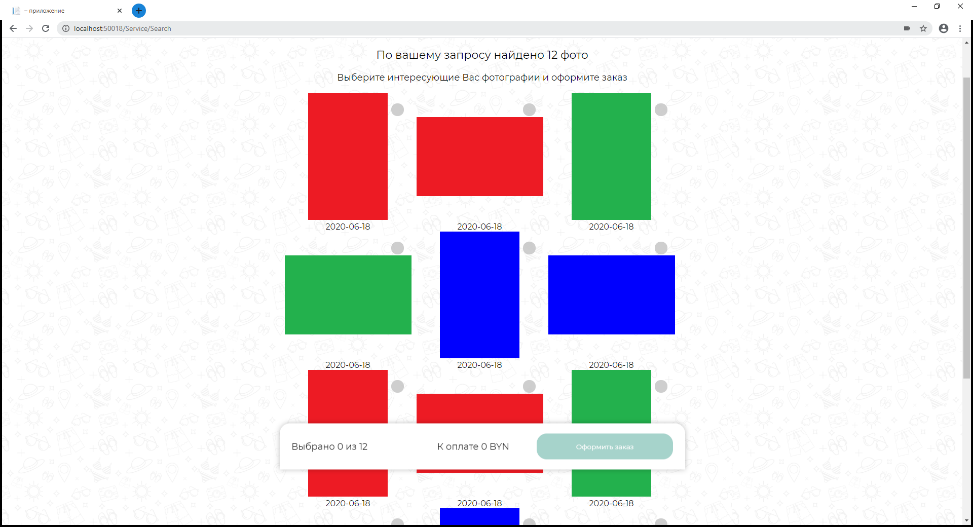 – приложение
localhost:50018/Service/Search
По вашему запросу найдено 12 фото
Выберите интересующие Вас фотографии и оформите заказ
2020-06-18 2020-06-18 2020-06-18
2020-06-18 2020-06-18 2020-06-18
Выбрано 0 из 12 К оплате 0 BYN Оформить заказ
2020-06-18 2020-06-18 2020-06-18